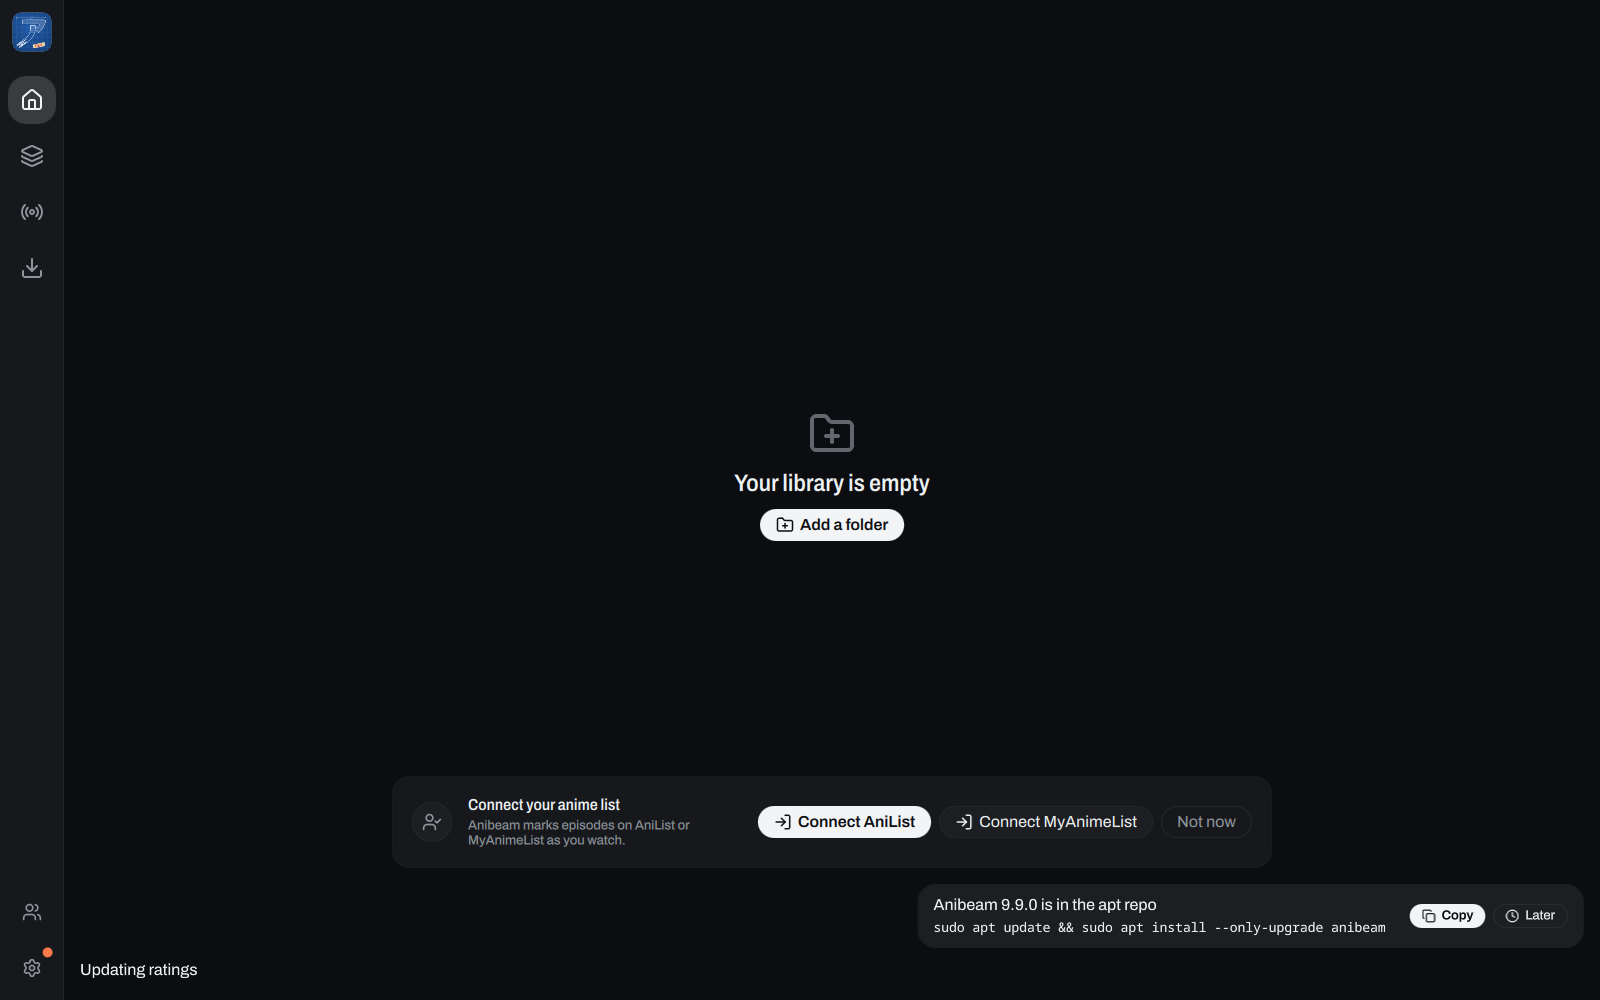 Your library is empty
Add a folder
Connect your anime list
Anibeam marks episodes on AniList or
MyAnimeList as you watch.
Connect AniList
Connect MyAnimeList
Not now
Anibeam 9.9.0 is in the apt repo
sudo apt update && sudo apt install --only-upgrade anibeam
Copy
Later
Updating ratings